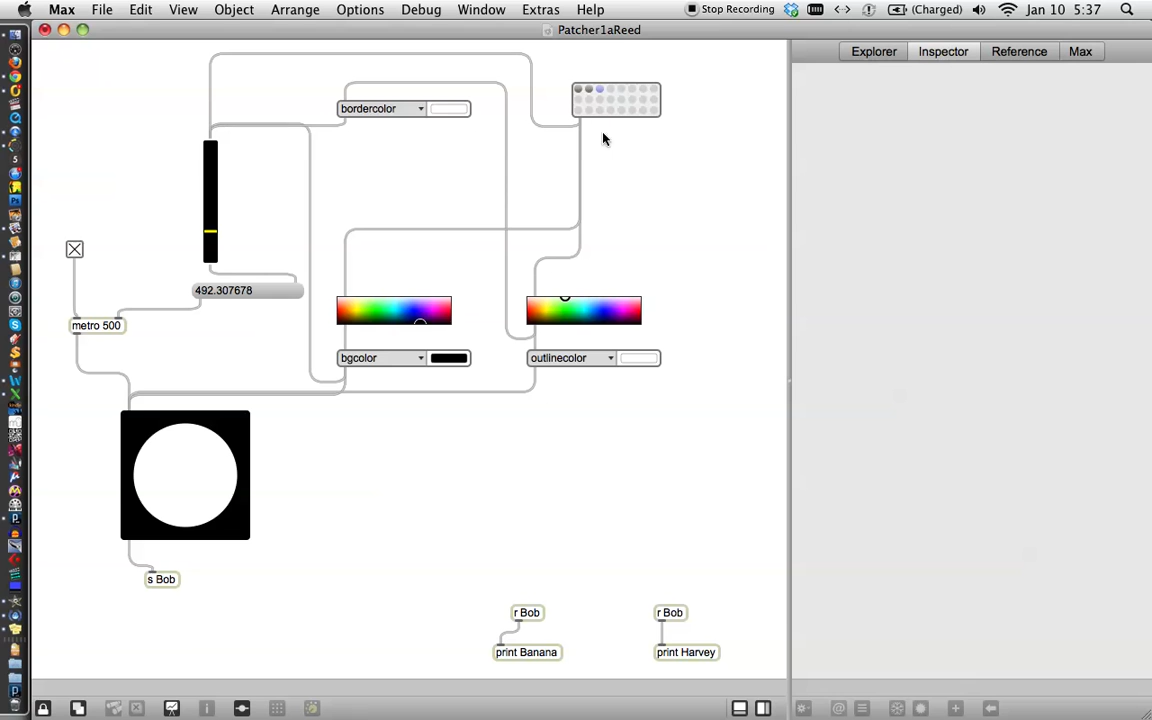 Max File Edit View Object Arrange Options Debug Window Extras Help Stop Recording (Charged) Jan 10 5:37
Patcher1aReed
Explorer Inspector Reference Max
bordercolor
492.307678
metro 500
bgcolor
outlinecolor
s Bob
r Bob
r Bob
print Banana
print Harvey